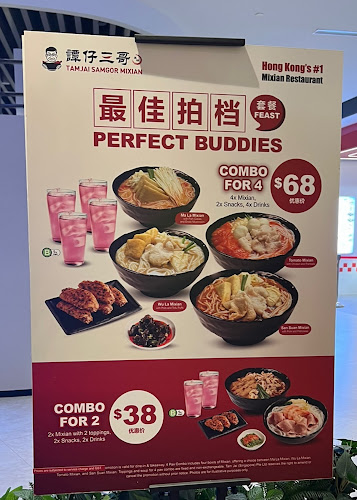 譚仔三哥
TAMJAI SAMGOR MIXIAN
Hong Kong's #1
Mixian Restaurant
最佳拍档
套餐
FEAST
PERFECT BUDDIES
COMBO
FOR 4
$68
优惠价
4x Mixian,
2x Snacks, 4x Drinks
Ma La Mixian
Tomato Mixian
Wu La Mixian
San Suen Mixian
COMBO
FOR 2
$38
优惠价
2x Mixian with 2 toppings,
2x Snacks, 2x Drinks